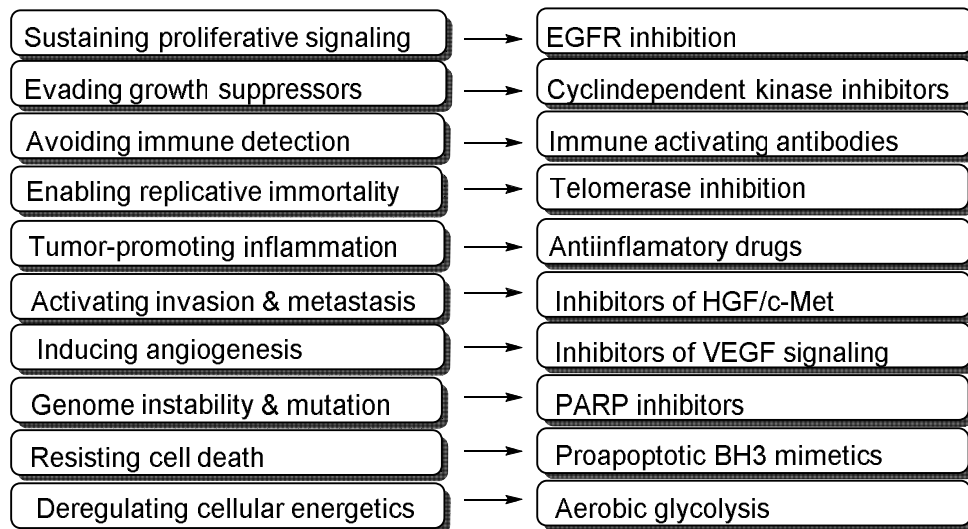 Sustaining proliferative signaling
EGFR inhibition
Evading growth suppressors
Cyclindependent kinase inhibitors
Avoiding immune detection
Immune activating antibodies
Enabling replicative immortality
Telomerase inhibition
Tumor-promoting inflammation
Antiinflamatory drugs
Activating invasion & metastasis
Inhibitors of HGF/c-Met
Inducing angiogenesis
Inhibitors of VEGF signaling
Genome instability & mutation
PARP inhibitors
Resisting cell death
Proapoptotic BH3 mimetics
Deregulating cellular energetics
Aerobic glycolysis